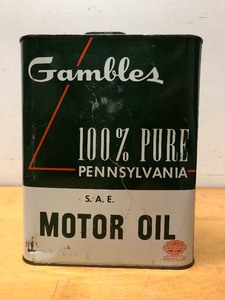 Gambles
100% PURE
PENNSYLVANIA
S.A.E.
MOTOR OIL